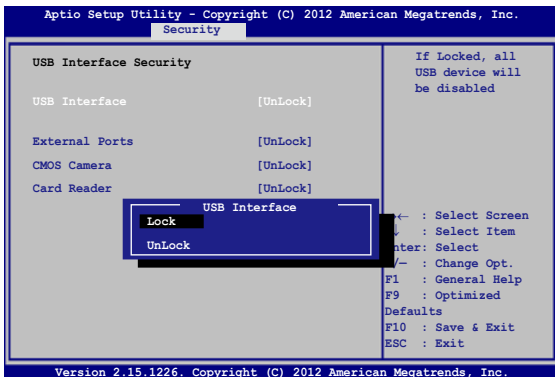 Aptio Setup Utility - Copyright (C) 2012 American Megatrends, Inc.
Security
USB Interface Security
USB Interface [UnLock]
External Ports [UnLock]
CMOS Camera [UnLock]
Card Reader [UnLock]
USB Interface
Lock
UnLock
If Locked, all
USB device will
be disabled
→← : Select Screen
↓ : Select Item
nter: Select
/— : Change Opt.
F1 : General Help
F9 : Optimized
Defaults
F10 : Save & Exit
ESC : Exit
Version 2.15.1226. Copyright (C) 2012 American Megatrends, Inc.